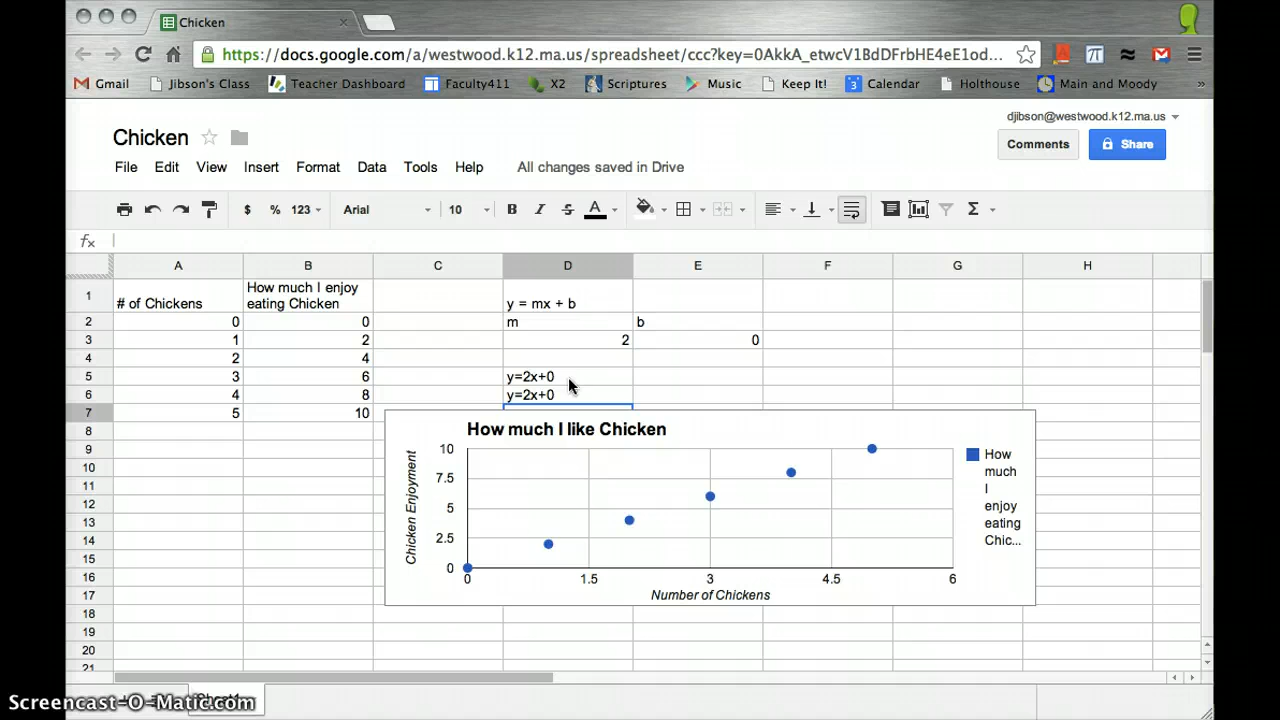 Chicken
https://docs.google.com/a/westwood.k12.ma.us/spreadsheet/ccc?key=0AkkA_etwcV1BdDFrbHE4eE1od...
Gmail Jibson's Class Teacher Dashboard Faculty411 X2 Scriptures Music Keep It! Calendar Holthouse Main and Moody »
djibson@westwood.k12.ma.us
Chicken
Comments Share
File Edit View Insert Format Data Tools Help All changes saved in Drive
$ % 123 Arial 10 B I S A Σ
fx
A B C D E F G H
How much I enjoy
1 # of Chickens eating Chicken y = mx + b
2 0 0 m b
3 1 2 2 0
4 2 4
5 3 6 y=2x+0
6 4 8 y=2x+0
7 5 10
8
9
10
11
12
13
14
15
16
17
18
19
20
21
How much I like Chicken
Chicken Enjoyment
10
7.5
5
2.5
0
0 1.5 3 4.5 6
Number of Chickens
How
much
I
enjoy
eating
Chic...
Screencast-O-Matic.com